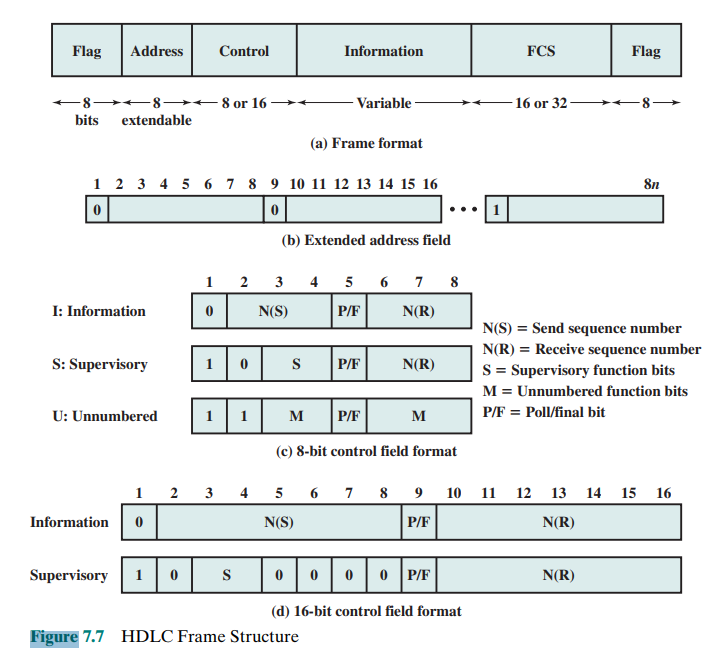 Flag Address Control Information FCS Flag
8 8 8 or 16 Variable 16 or 32 8
bits extendable
(a) Frame format
1 2 3 4 5 6 7 8 9 10 11 12 13 14 15 16 8n
0 0 ••• 1
(b) Extended address field
1 2 3 4 5 6 7 8
I: Information 0 N(S) P/F N(R)
N(S) = Send sequence number
N(R) = Receive sequence number
S: Supervisory 1 0 S P/F N(R)
S = Supervisory function bits
M = Unnumbered function bits
U: Unnumbered 1 1 M P/F M
P/F = Poll/final bit
(c) 8-bit control field format
1 2 3 4 5 6 7 8 9 10 11 12 13 14 15 16
Information 0 N(S) P/F N(R)
Supervisory 1 0 S 0 0 0 0 P/F N(R)
(d) 16-bit control field format
Figure 7.7 HDLC Frame Structure